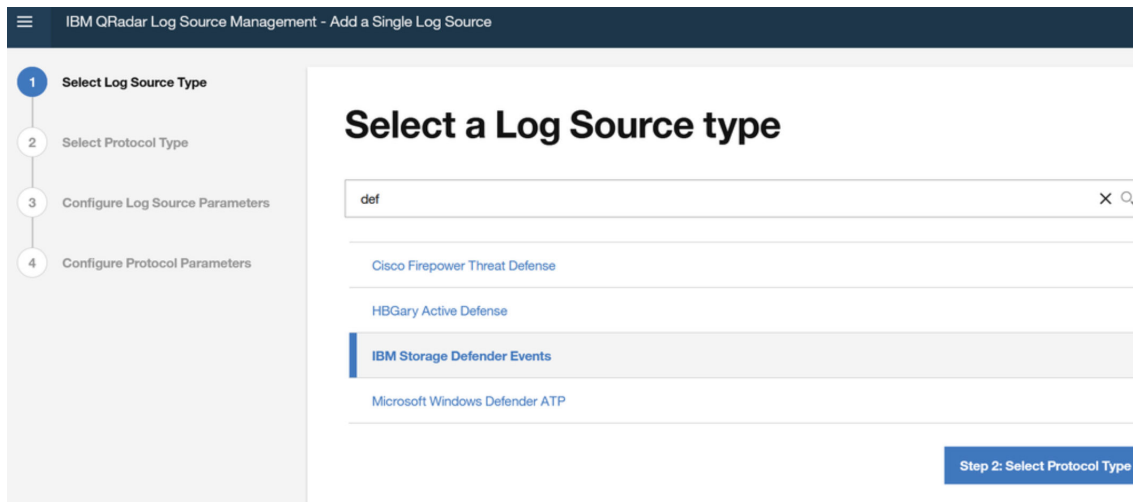 IBM QRadar Log Source Management - Add a Single Log Source
1
Select Log Source Type
2
Select Protocol Type
3
Configure Log Source Parameters
4
Configure Protocol Parameters
Select a Log Source type
def
Cisco Firepower Threat Defense
HBGary Active Defense
IBM Storage Defender Events
Microsoft Windows Defender ATP
Step 2: Select Protocol Type